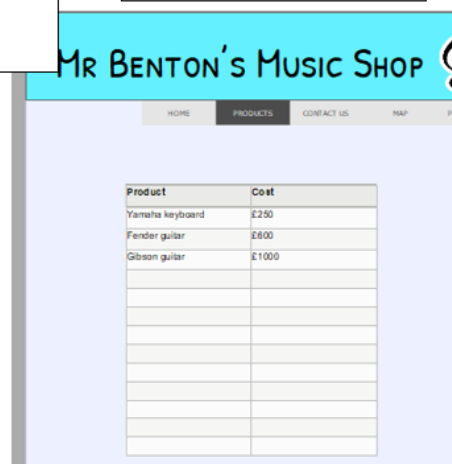 MR BENTON'S MUSIC SHOP
HOME PRODUCTS CONTACT US MAP
Product Cost
Yamaha keyboard £250
Fender guitar £600
Gibson guitar £1000